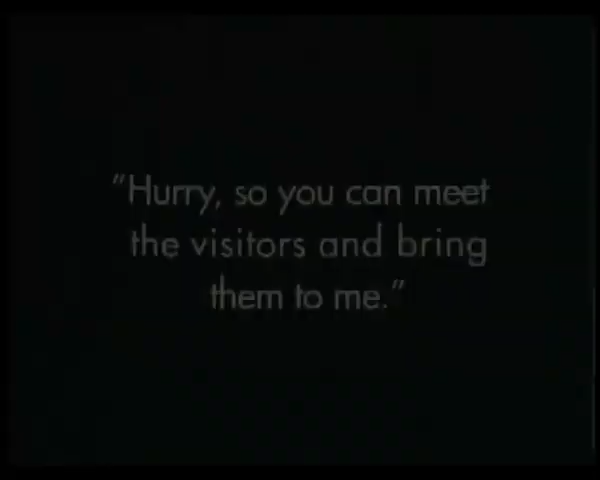 "Hurry, so you can meet
the visitors and bring
them to me."